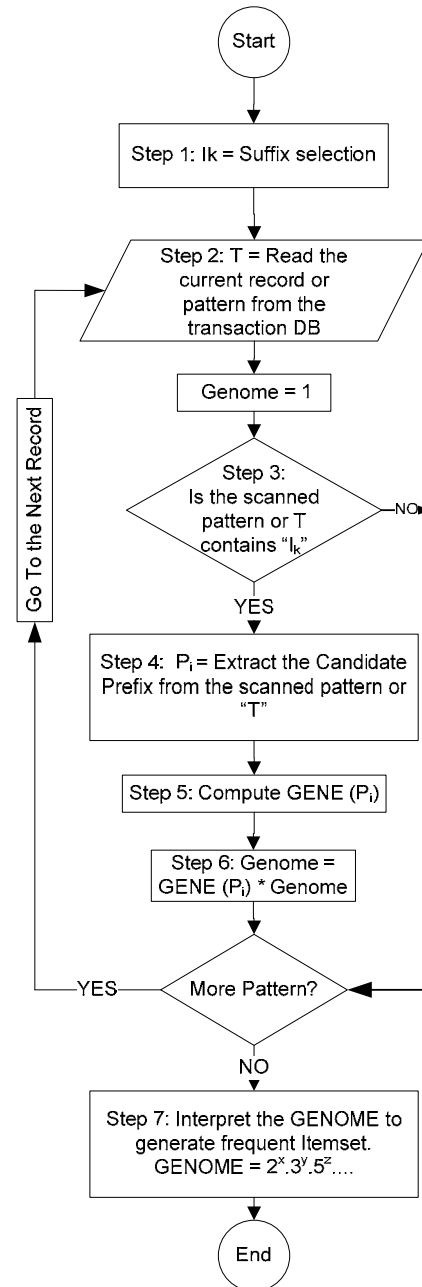 Start
Step 1: Ik = Suffix selection
Step 2: T = Read the
current record or
pattern from the
transaction DB
Genome = 1
Go To the Next Record
Step 3:
Is the scanned
pattern or T
contains “Iₖ”
NO
YES
Step 4: Pᵢ = Extract the Candidate
Prefix from the scanned pattern or
“T”
Step 5: Compute GENE (Pᵢ)
Step 6: Genome =
GENE (Pᵢ) * Genome
YES
More Pattern?
NO
Step 7: Interpret the GENOME to
generate frequent Itemset.
GENOME = 2ˣ.3ʸ.5ᶻ....
End